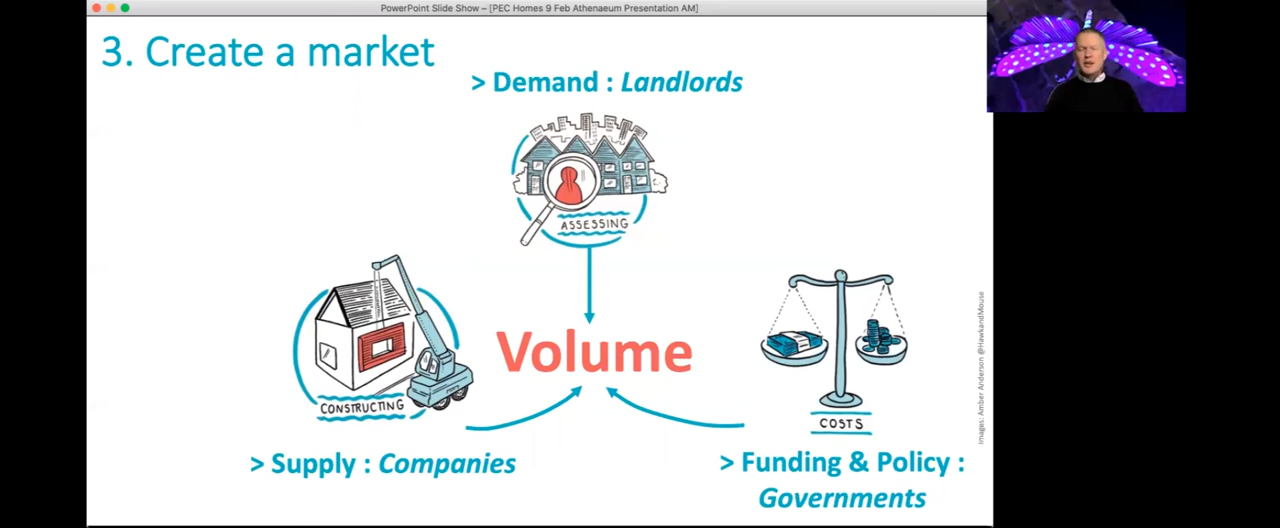 PowerPoint Slide Show – [PEC Homes 9 Feb Athenaeum Presentation AM]
3. Create a market
> Demand : Landlords
ASSESSING
Volume
CONSTRUCTING
COSTS
> Supply : Companies
> Funding & Policy :
Governments
Images: Amber Anderson @HawkandMouse